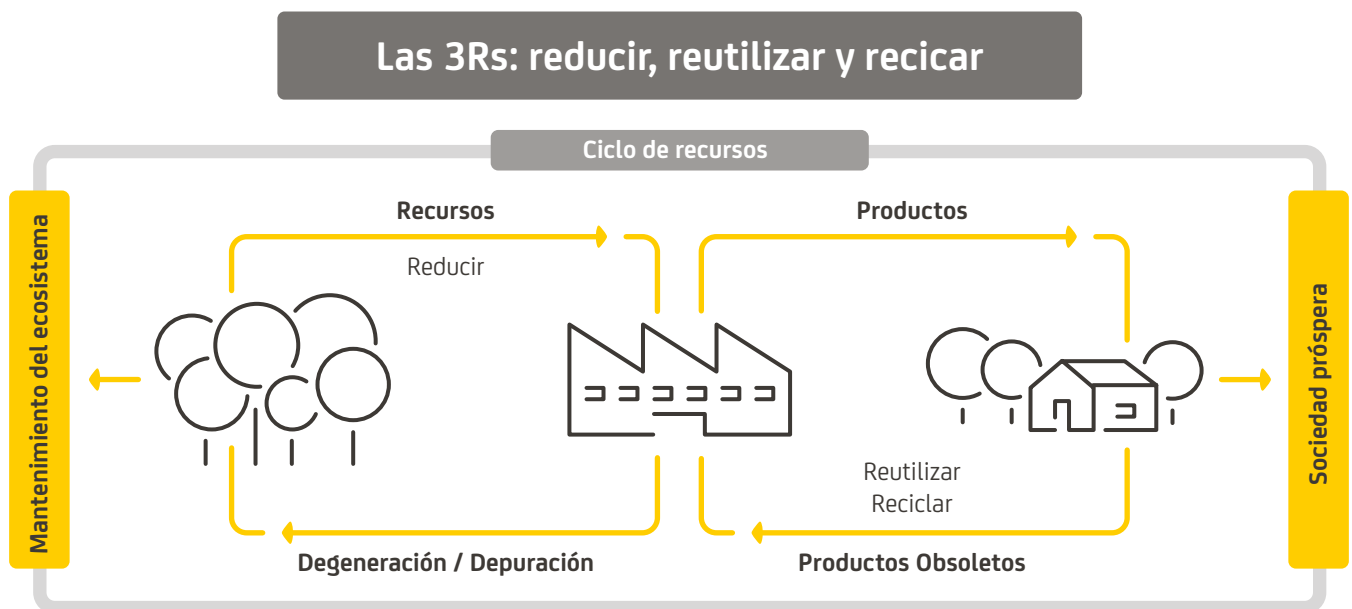 Las 3Rs: reducir, reutilizar y recicar
Ciclo de recursos
Mantenimiento del ecosistema
Recursos
Reducir
Productos
Sociedad próspera
Reutilizar
Reciclar
Degeneración / Depuración
Productos Obsoletos